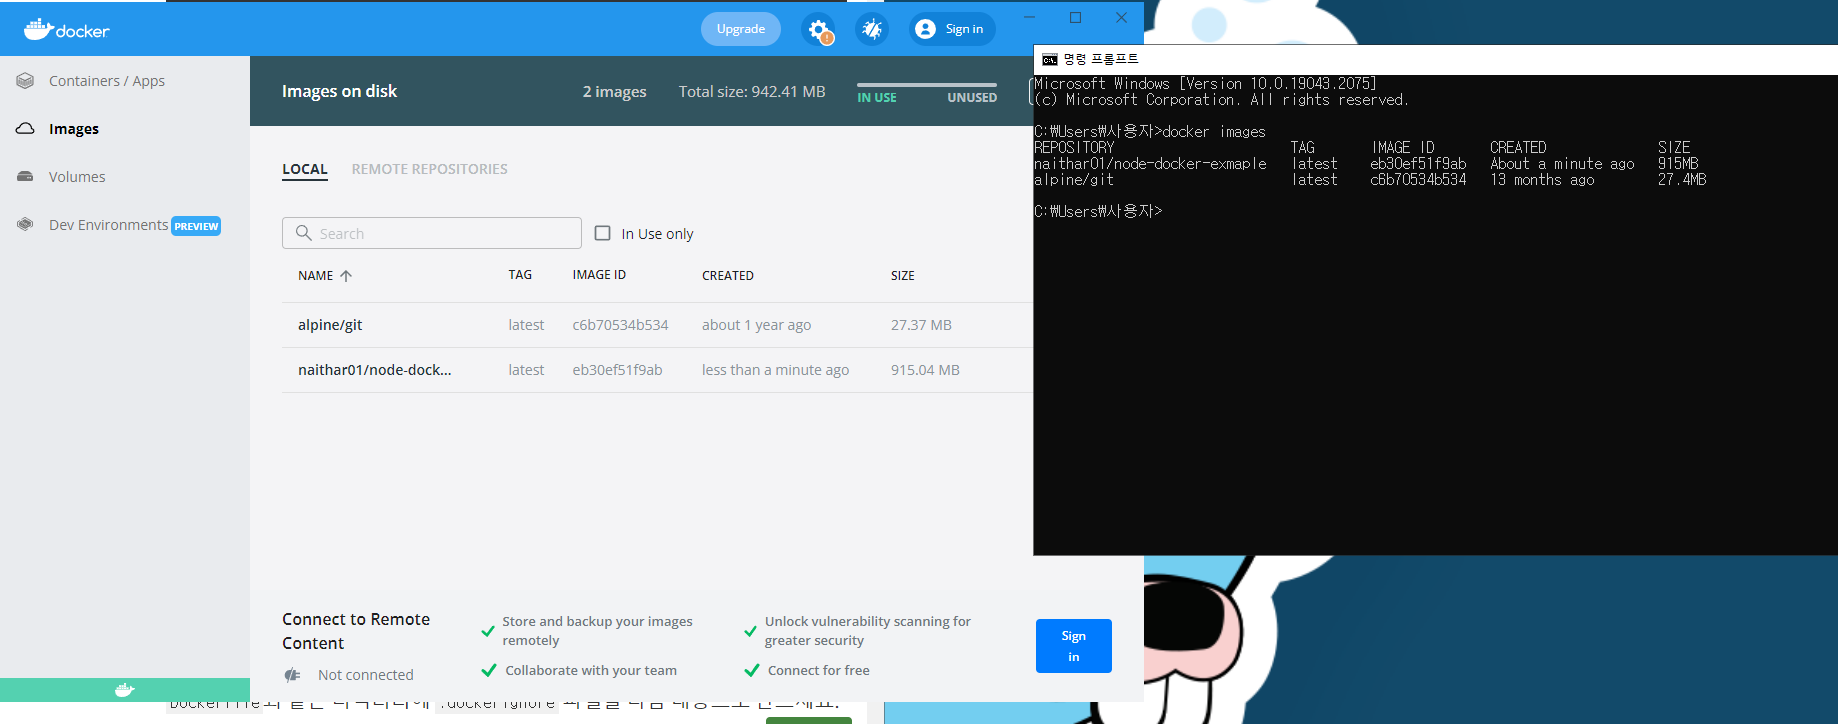 docker
Upgrade
Sign in
Containers / Apps
Images
Volumes
Dev Environments PREVIEW
Images on disk
2 images
Total size: 942.41 MB
IN USE
UNUSED
LOCAL
REMOTE REPOSITORIES
Search
In Use only
NAME TAG IMAGE ID CREATED SIZE
alpine/git latest c6b70534b534 about 1 year ago 27.37 MB
naithar01/node-dock... latest eb30ef51f9ab less than a minute ago 915.04 MB
Connect to Remote
Content
Not connected
Store and backup your images
remotely
Collaborate with your team
Unlock vulnerability scanning for
greater security
Connect for free
Sign
in
명령 프롬프트
Microsoft Windows [Version 10.0.19043.2075]
(c) Microsoft Corporation. All rights reserved.
C:\Users\사용자>docker images
REPOSITORY TAG IMAGE ID CREATED SIZE
naithar01/node-docker-exmaple latest eb30ef51f9ab About a minute ago 915MB
alpine/git latest c6b70534b534 13 months ago 27.4MB
C:\Users\사용자>
.dockerignore